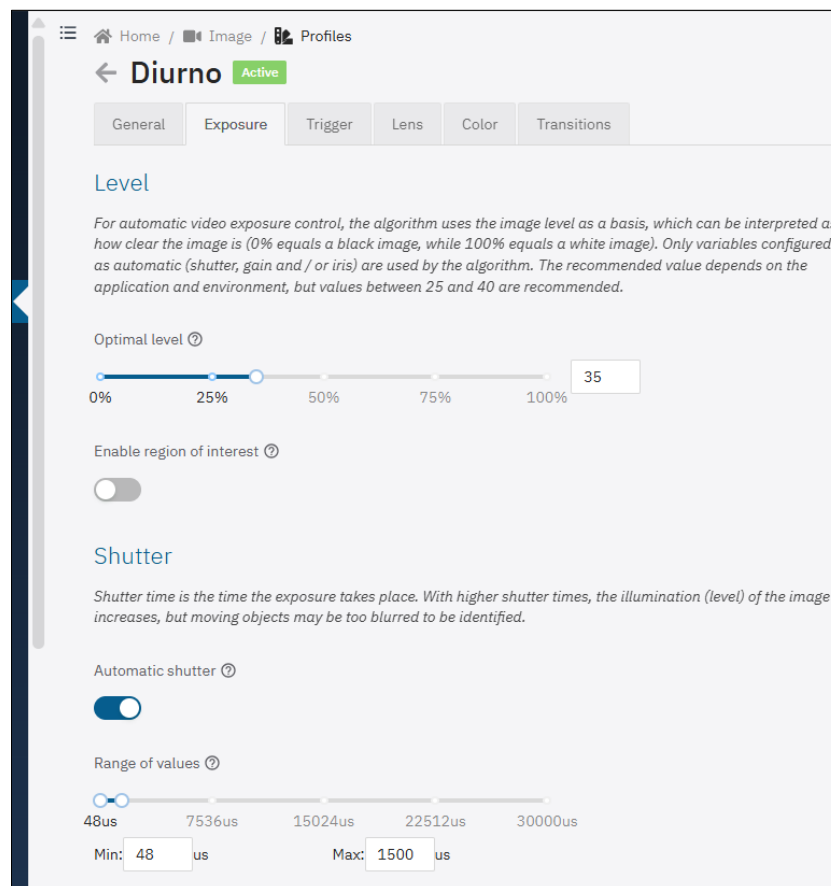 Home / Image / Profiles
Diurno Active
General Exposure Trigger Lens Color Transitions
Level
For automatic video exposure control, the algorithm uses the image level as a basis, which can be interpreted
how clear the image is (0% equals a black image, while 100% equals a white image). Only variables configured
as automatic (shutter, gain and / or iris) are used by the algorithm. The recommended value depends on the
application and environment, but values between 25 and 40 are recommended.
Optimal level
35
0% 25% 50% 75% 100%
Enable region of interest
Shutter
Shutter time is the time the exposure takes place. With higher shutter times, the illumination (level) of the image
increases, but moving objects may be too blurred to be identified.
Automatic shutter
Range of values
48us 7536us 15024us 22512us 30000us
Min: 48 us Max: 1500 us